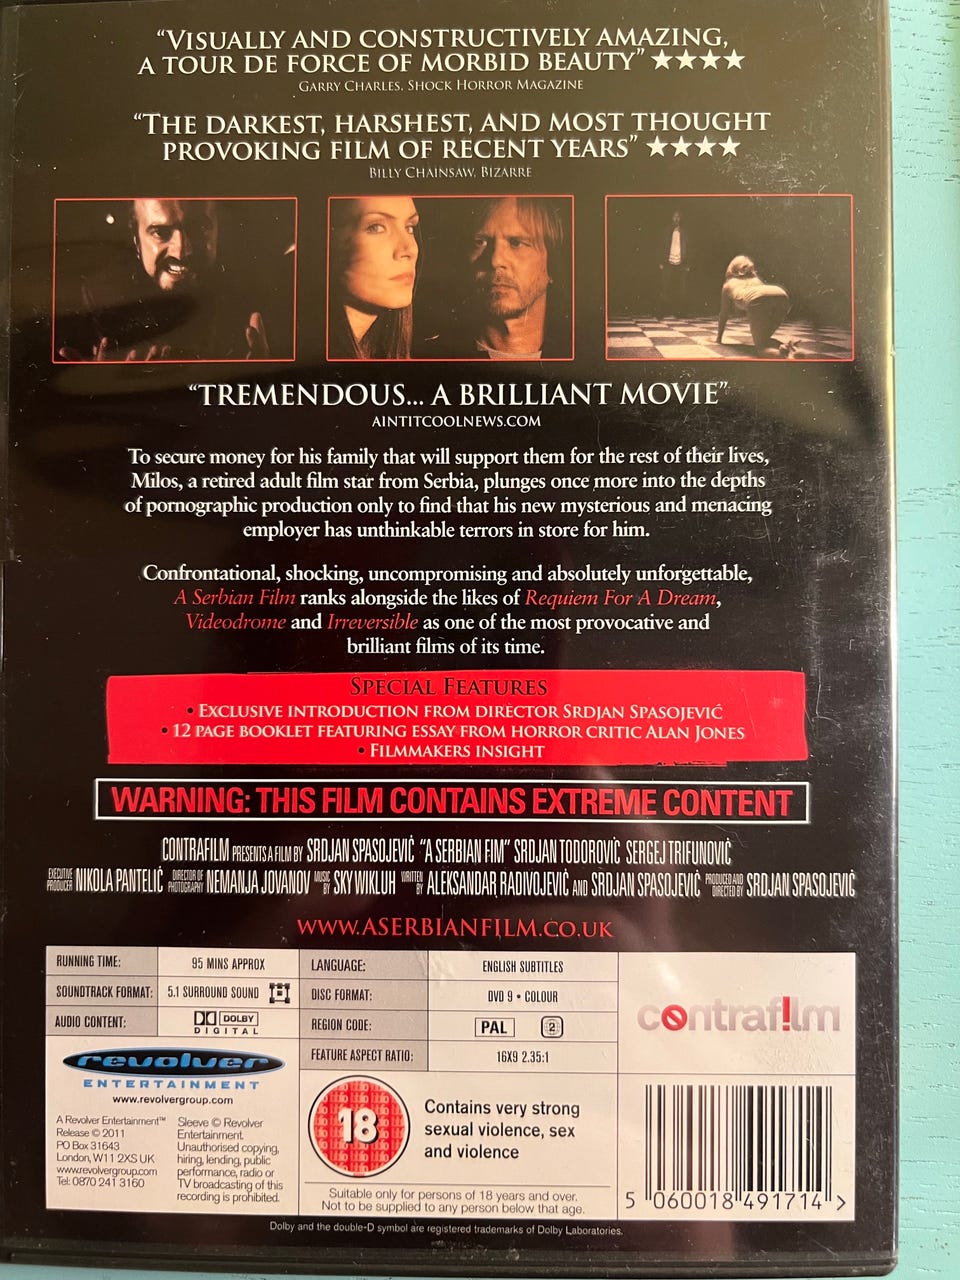 “VISUALLY AND CONSTRUCTIVELY AMAZING,
A TOUR DE FORCE OF MORBID BEAUTY” ★★★★
GARRY CHARLES, SHOCK HORROR MAGAZINE
“THE DARKEST, HARSHEST, AND MOST THOUGHT
PROVOKING FILM OF RECENT YEARS” ★★★★
BILLY CHAINSAW, BIZARRE
“TREMENDOUS... A BRILLIANT MOVIE”
AINTITCOOLNEWS.COM
To secure money for his family that will support them for the rest of their lives,
Milos, a retired adult film star from Serbia, plunges once more into the depths
of pornographic production only to find that his new mysterious and menacing
employer has unthinkable terrors in store for him.
Confrontational, shocking, uncompromising and absolutely unforgettable,
A Serbian Film ranks alongside the likes of Requiem For A Dream,
Videodrome and Irreversible as one of the most provocative and
brilliant films of its time.
SPECIAL FEATURES
• EXCLUSIVE INTRODUCTION FROM DIRECTOR SRDJAN SPASOJEVIĆ
• 12 PAGE BOOKLET FEATURING ESSAY FROM HORROR CRITIC ALAN JONES
• FILMMAKERS INSIGHT
WARNING: THIS FILM CONTAINS EXTREME CONTENT
CONTRAFILM PRESENTS A FILM BY SRDJAN SPASOJEVIĆ “A SERBIAN FIM” SRDJAN TODOROVIĆ SERGEJ TRIFUNOVIĆ
EXECUTIVE PRODUCER NIKOLA PANTELIĆ DIRECTOR OF PHOTOGRAPHY NEMANJA JOVANOV MUSIC BY SKY WIKLUH WRITTEN BY ALEKSANDAR RADIVOJEVIĆ AND SRDJAN SPASOJEVIĆ PRODUCED AND DIRECTED BY SRDJAN SPASOJEVIĆ
WWW.ASERBIANFILM.CO.UK
RUNNING TIME: 95 MINS APPROX
SOUNDTRACK FORMAT: 5.1 SURROUND SOUND
AUDIO CONTENT: DOLBY DIGITAL
LANGUAGE: ENGLISH SUBTITLES
DISC FORMAT: DVD 9 • COLOUR
REGION CODE: PAL 2
FEATURE ASPECT RATIO: 16X9 2.35:1
contrafilm
revolver
ENTERTAINMENT
www.revolvergroup.com
A Revolver Entertainment™
Release © 2011
PO Box 31643
London, W11 2XS UK
www.revolvergroup.com
Tel: 0870 241 3160
Sleeve © Revolver
Entertainment.
Unauthorised copying,
hiring, lending, public
performance, radio or
TV broadcasting of this
recording is prohibited.
18
Contains very strong
sexual violence, sex
and violence
Suitable only for persons of 18 years and over.
Not to be supplied to any person below that age.
5 060018 491714 >
Dolby and the double-D symbol are registered trademarks of Dolby Laboratories.